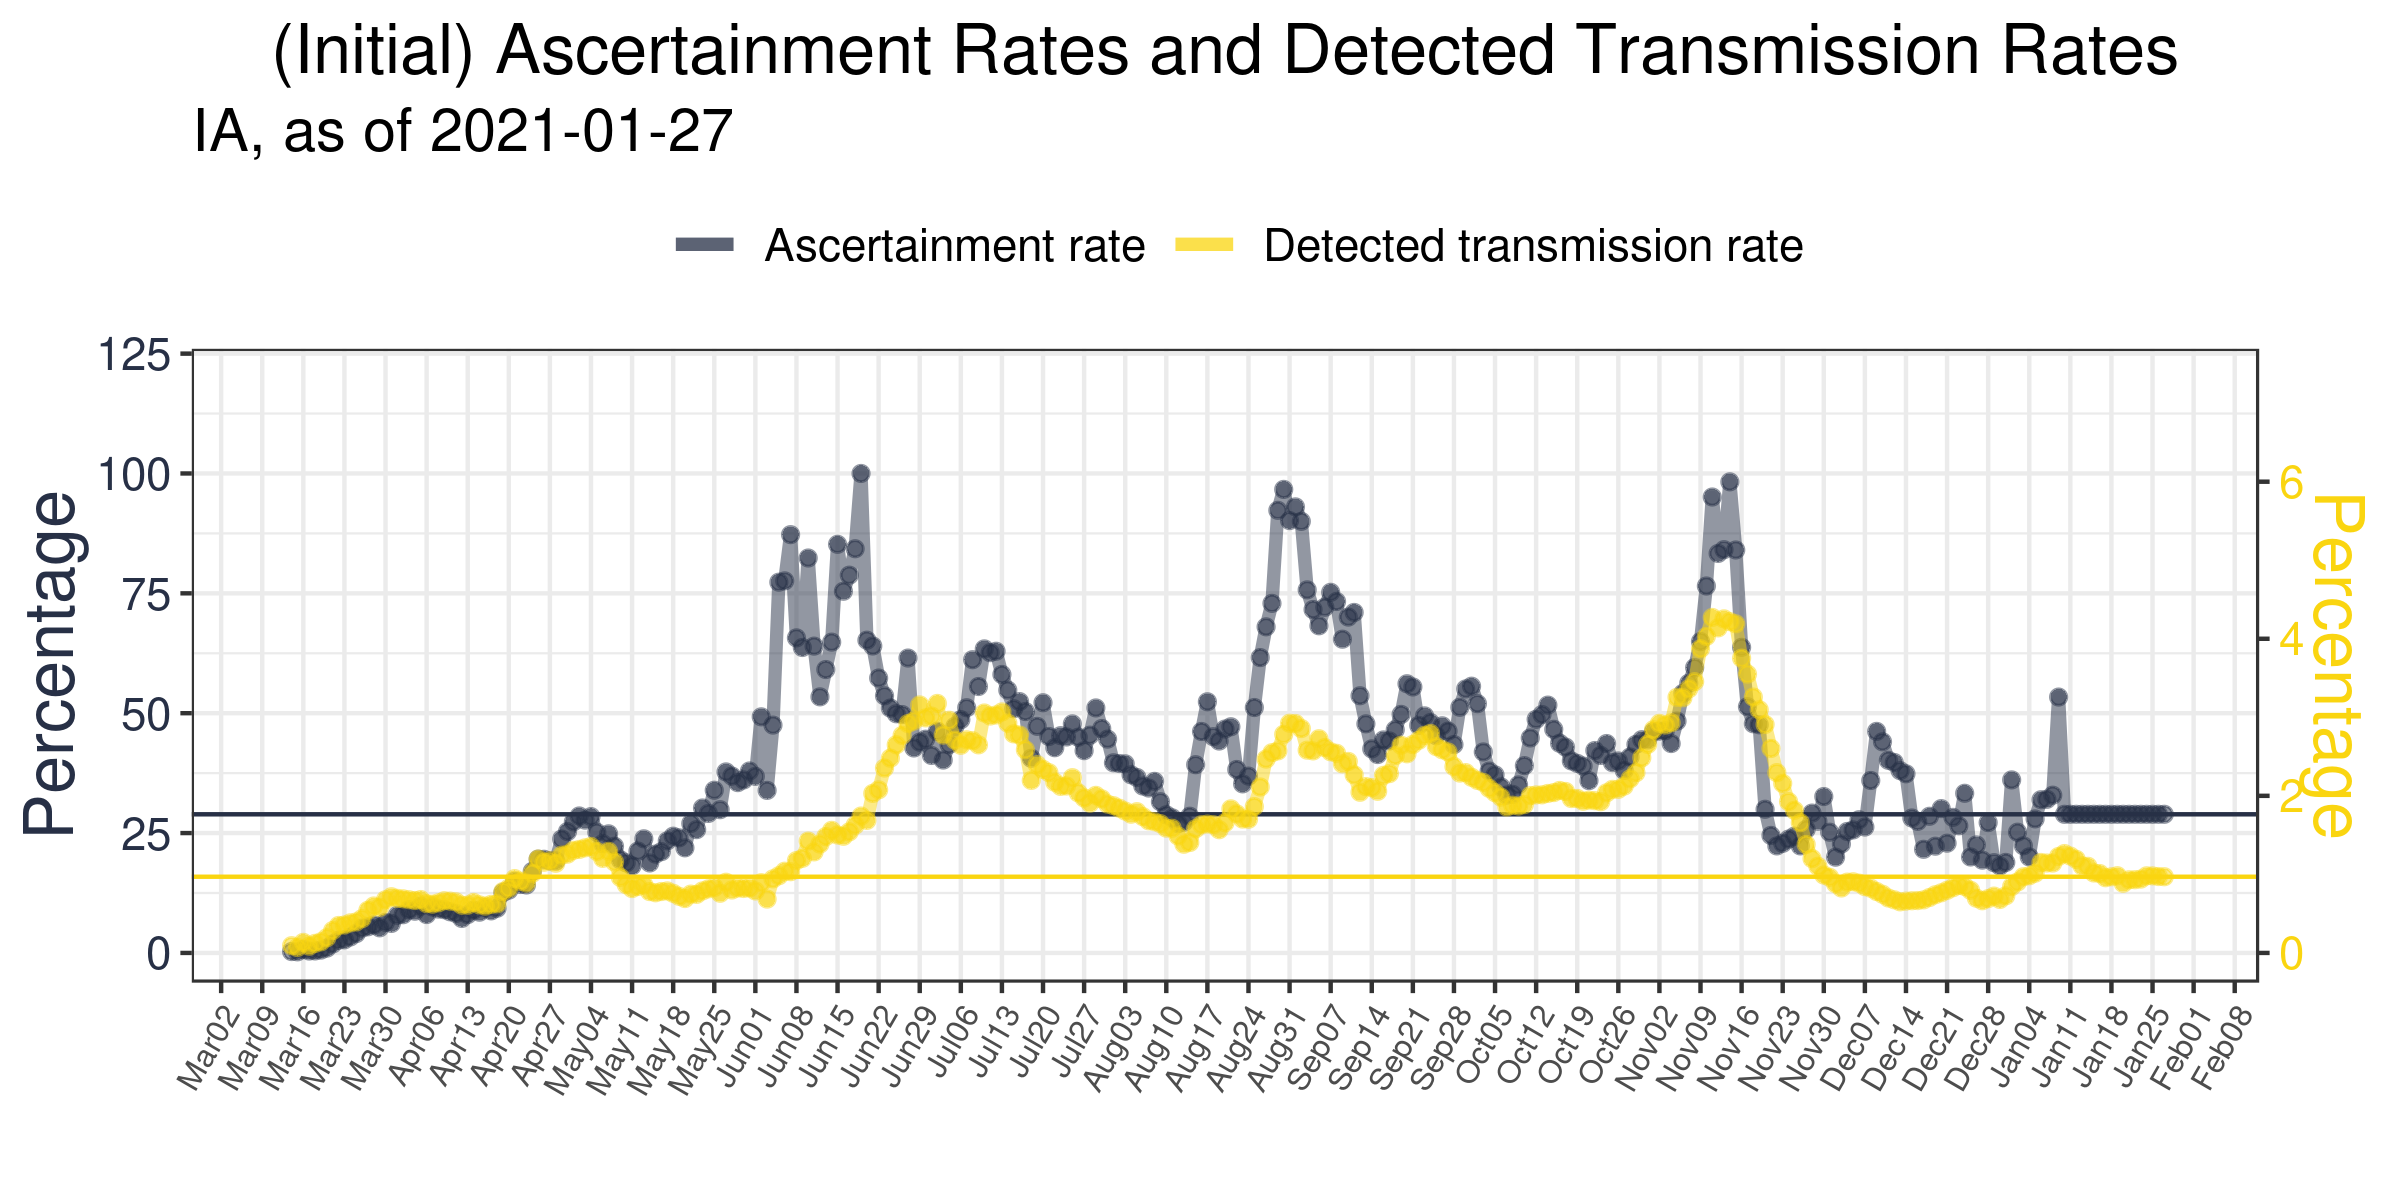 (Initial) Ascertainment Rates and Detected Transmission Rates
IA, as of 2021-01-27
Ascertainment rate
Detected transmission rate
Percentage
125
100
75
50
25
0
6
4
2
0
Percentage
Mar02
Mar09
Mar16
Mar23
Mar30
Apr06
Apr13
Apr20
Apr27
May04
May11
May18
May25
Jun01
Jun08
Jun15
Jun22
Jun29
Jul06
Jul13
Jul20
Jul27
Aug03
Aug10
Aug17
Aug24
Aug31
Sep07
Sep14
Sep21
Sep28
Oct05
Oct12
Oct19
Oct26
Nov02
Nov09
Nov16
Nov23
Nov30
Dec07
Dec14
Dec21
Dec28
Jan04
Jan11
Jan18
Jan25
Feb01
Feb08